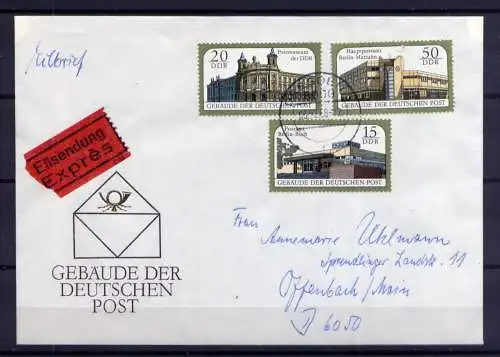 Eilbrief
20
DDR
Postmuseum
der DDR
GEBÄUDE DER DEUTSCHEN POST
Hauptpostamt
Berlin-Marzahn
50
DDR
GEBÄUDE DER DEUTSCHEN POST
Postamt
Berlin-Buch
15
DDR
GEBÄUDE DER DEUTSCHEN POST
Eilsendung
Exprès
GEBÄUDE DER
DEUTSCHEN
POST
Frau
Annemarie Uhlmann
Sprendlinger Landstr. 11
Offenbach/Main
D 6050